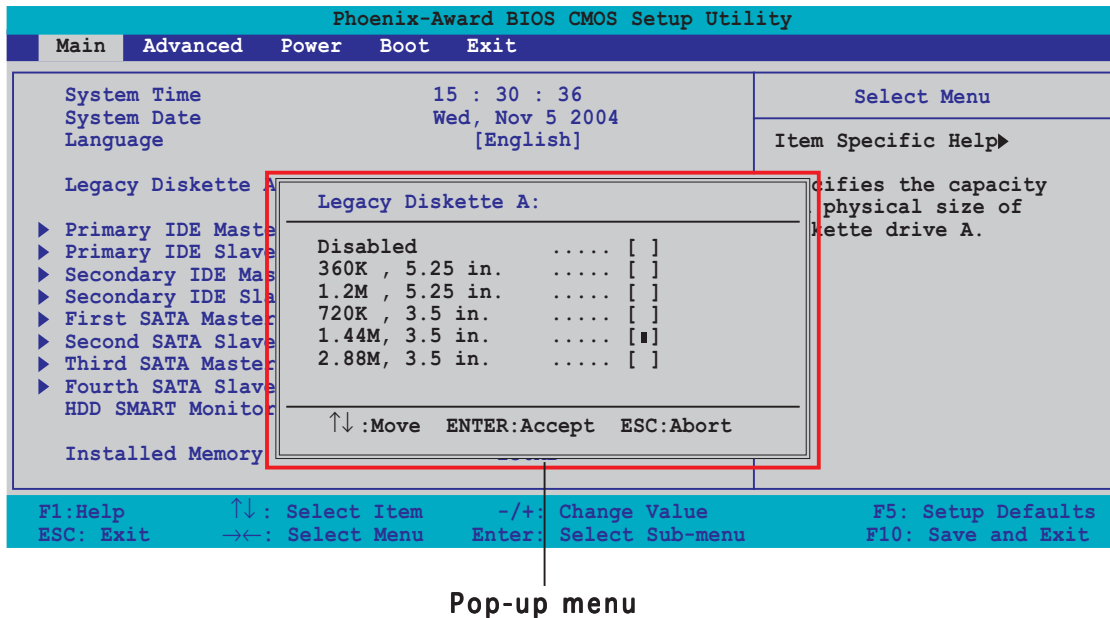 Phoenix-Award BIOS CMOS Setup Utility
Main Advanced Power Boot Exit
System Time 15 : 30 : 36
System Date Wed, Nov 5 2004
Language [English]
Legacy Diskette A
Primary IDE Maste
Primary IDE Slave
Secondary IDE Mas
Secondary IDE Sla
First SATA Master
Second SATA Slave
Third SATA Master
Fourth SATA Slave
HDD SMART Monitor
Installed Memory
Legacy Diskette A:
Disabled ..... [ ]
360K , 5.25 in. ..... [ ]
1.2M , 5.25 in. ..... [ ]
720K , 3.5 in. ..... [ ]
1.44M, 3.5 in. ..... [∎]
2.88M, 3.5 in. ..... [ ]
↑↓ :Move ENTER:Accept ESC:Abort
Select Menu
Item Specific Help▶
cifies the capacity
physical size of
kette drive A.
F1:Help ↑↓ : Select Item -/+: Change Value F5: Setup Defaults
ESC: Exit →←: Select Menu Enter: Select Sub-menu F10: Save and Exit
Pop-up menu